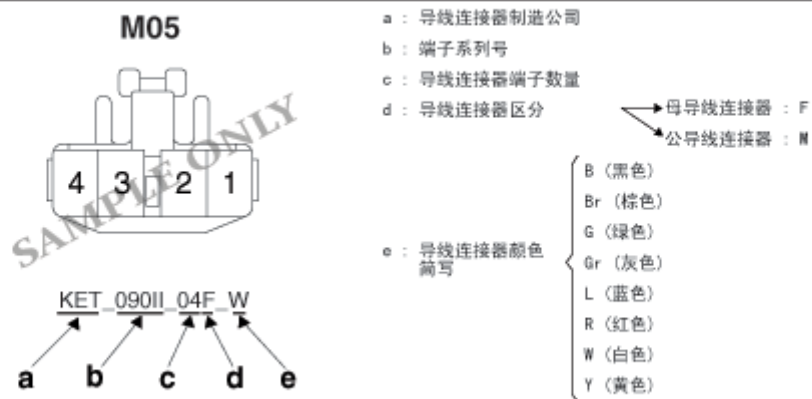 M05
4 3 2 1
SAMPLE ONLY
KET_090II_04F_W
a b c d e
a : 导线连接器制造公司
b : 端子系列号
c : 导线连接器端子数量
d : 导线连接器区分
母导线连接器 : F
公导线连接器 : M
e : 导线连接器颜色
简写
B (黑色)
Br (棕色)
G (绿色)
Gr (灰色)
L (蓝色)
R (红色)
W (白色)
Y (黄色)